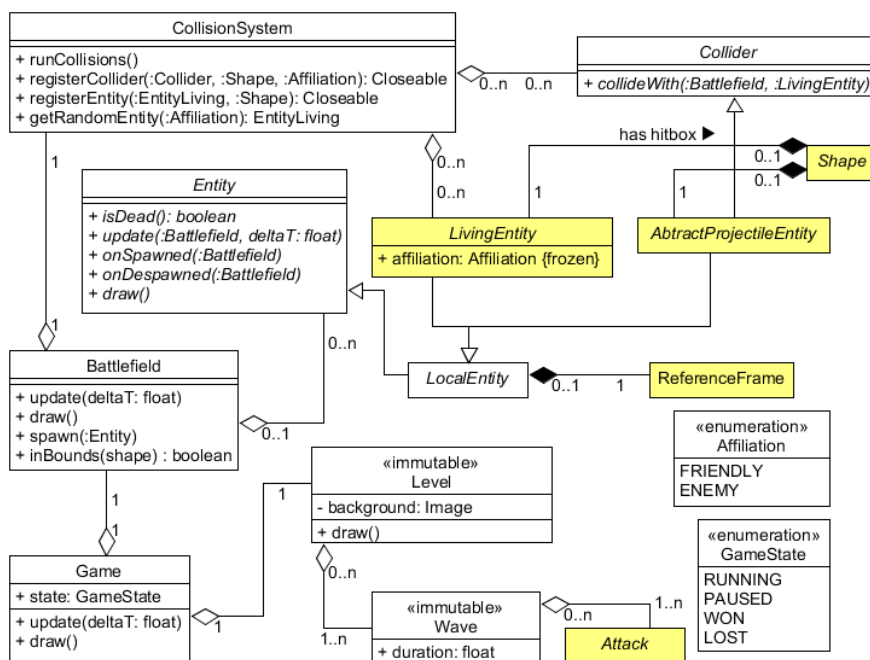 CollisionSystem
+ runCollisions()
+ registerCollider(:Collider, :Shape, :Affiliation): Closeable
+ registerEntity(:EntityLiving, :Shape): Closeable
+ getRandomEntity(:Affiliation): EntityLiving
0..n
0..n
Collider
+ collideWith(:Battlefield, :LivingEntity)
has hitbox ▶
0..1
0..1
Shape
1
1
1
0..n
0..n
Entity
+ isDead(): boolean
+ update(:Battlefield, deltaT: float)
+ onSpawned(:Battlefield)
+ onDespawned(:Battlefield)
+ draw()
LivingEntity
+ affiliation: Affiliation {frozen}
AbtractProjectileEntity
1
0..n
Battlefield
+ update(deltaT: float)
+ draw()
+ spawn(:Entity)
+ inBounds(shape) : boolean
0..1
LocalEntity
0..1
1
ReferenceFrame
«enumeration»
Affiliation
FRIENDLY
ENEMY
«immutable»
Level
- background: Image
+ draw()
1
1
1
Game
+ state: GameState
+ update(deltaT: float)
+ draw()
1
0..n
1..n
«immutable»
Wave
+ duration: float
0..n
1..n
Attack
«enumeration»
GameState
RUNNING
PAUSED
WON
LOST